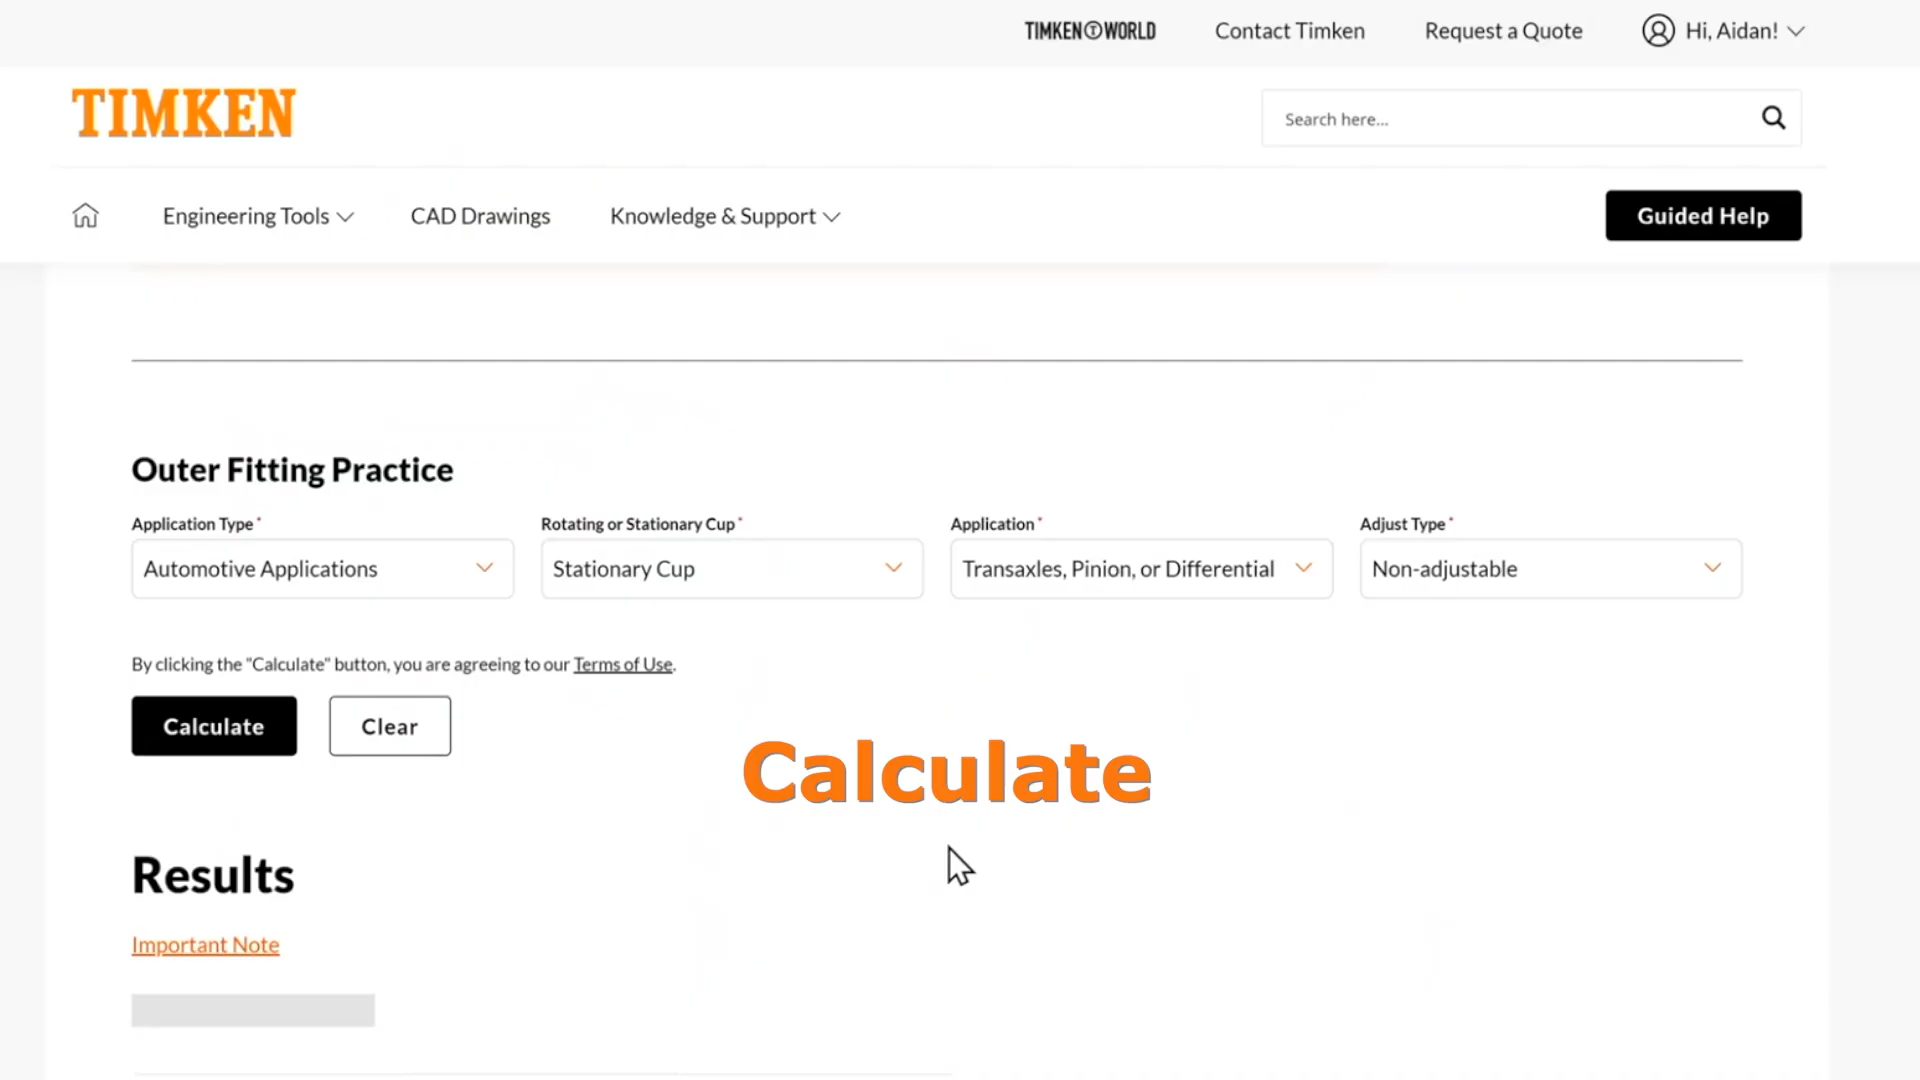 TIMKEN WORLD Contact Timken Request a Quote Hi, Aidan!
TIMKEN
Search here...
Engineering Tools CAD Drawings Knowledge & Support Guided Help
Outer Fitting Practice
Application Type* Rotating or Stationary Cup* Application* Adjust Type*
Automotive Applications Stationary Cup Transaxles, Pinion, or Differential Non-adjustable
By clicking the "Calculate" button, you are agreeing to our Terms of Use.
Calculate Clear
Calculate
Results
Important Note